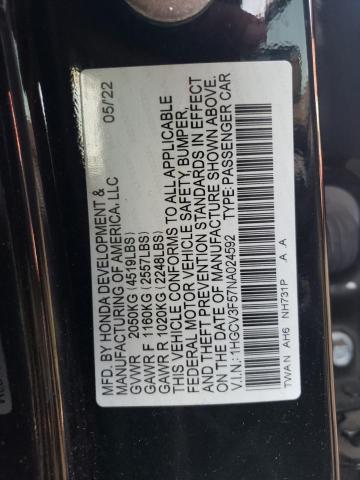 MFD. BY HONDA DEVELOPMENT &
MANUFACTURING OF AMERICA, LLC 05/22
GVWR 2050KG (4519LBS)
GAWR F 1160KG (2557LBS)
GAWR R 1020KG (2248LBS)
THIS VEHICLE CONFORMS TO ALL APPLICABLE
FEDERAL MOTOR VEHICLE SAFETY, BUMPER,
AND THEFT PREVENTION STANDARDS IN EFFECT
ON THE DATE OF MANUFACTURE SHOWN ABOVE.
V.I.N.: 1HGCV3F57NA024592 TYPE:PASSENGER CAR
TWAN AH6 NH731P A A